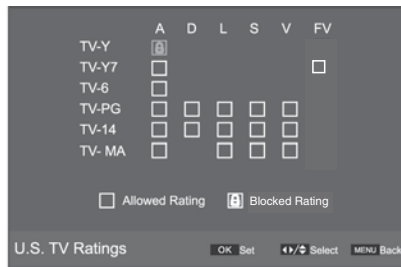 A D L S V FV
TV-Y
TV-Y7
TV-6
TV-PG
TV-14
TV- MA
Allowed Rating Blocked Rating
U.S. TV Ratings OK Set Select MENU Back